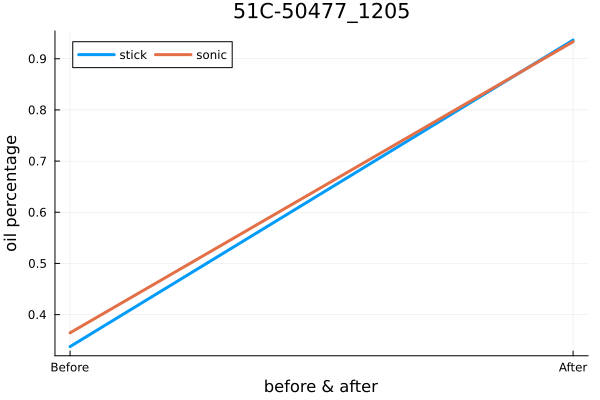 51C-50477_1205
stick sonic
0.9
0.8
0.7
0.6
0.5
0.4
oil percentage
Before After
before & after